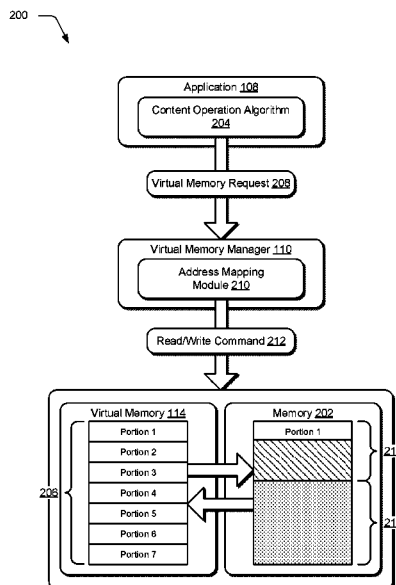 200
Application 108
Content Operation Algorithm
204
Virtual Memory Request 208
Virtual Memory Manager 110
Address Mapping
Module 210
Read/Write Command 212
Virtual Memory 114
Memory 202
Portion 1
Portion 2
Portion 3
Portion 4
Portion 5
Portion 6
Portion 7
206
Portion 1
21
21